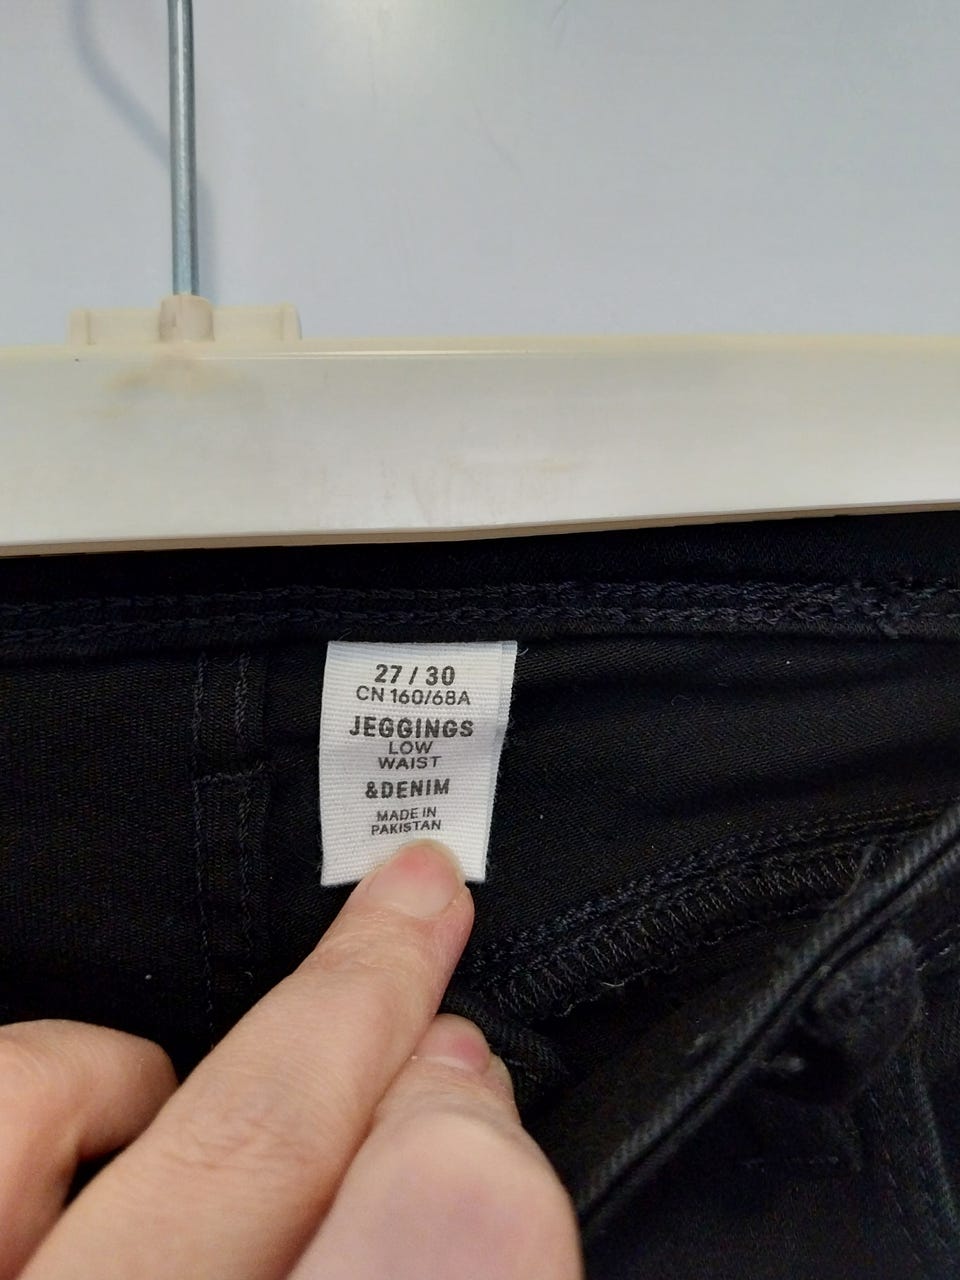 27 / 30
CN 160/68A
JEGGINGS
LOW
WAIST
&DENIM
MADE IN
PAKISTAN